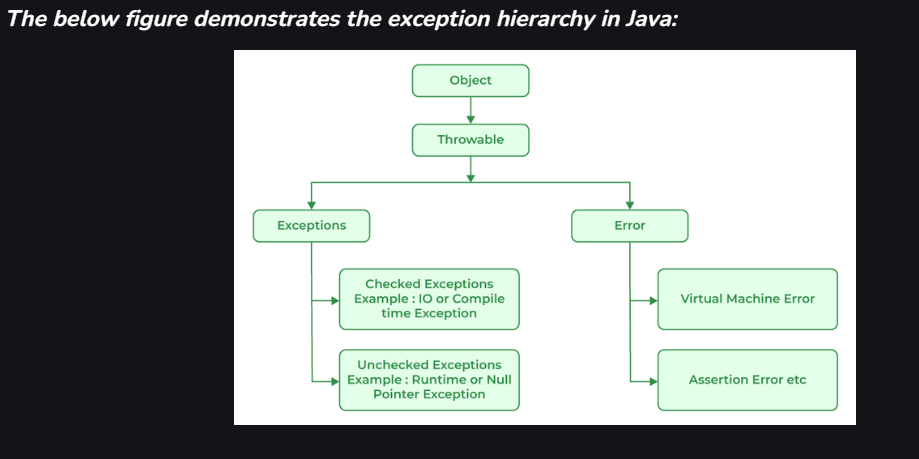 The below figure demonstrates the exception hierarchy in Java:
Object
Throwable
Exceptions
Error
Checked Exceptions
Example : IO or Compile
time Exception
Virtual Machine Error
Unchecked Exceptions
Example : Runtime or Null
Pointer Exception
Assertion Error etc